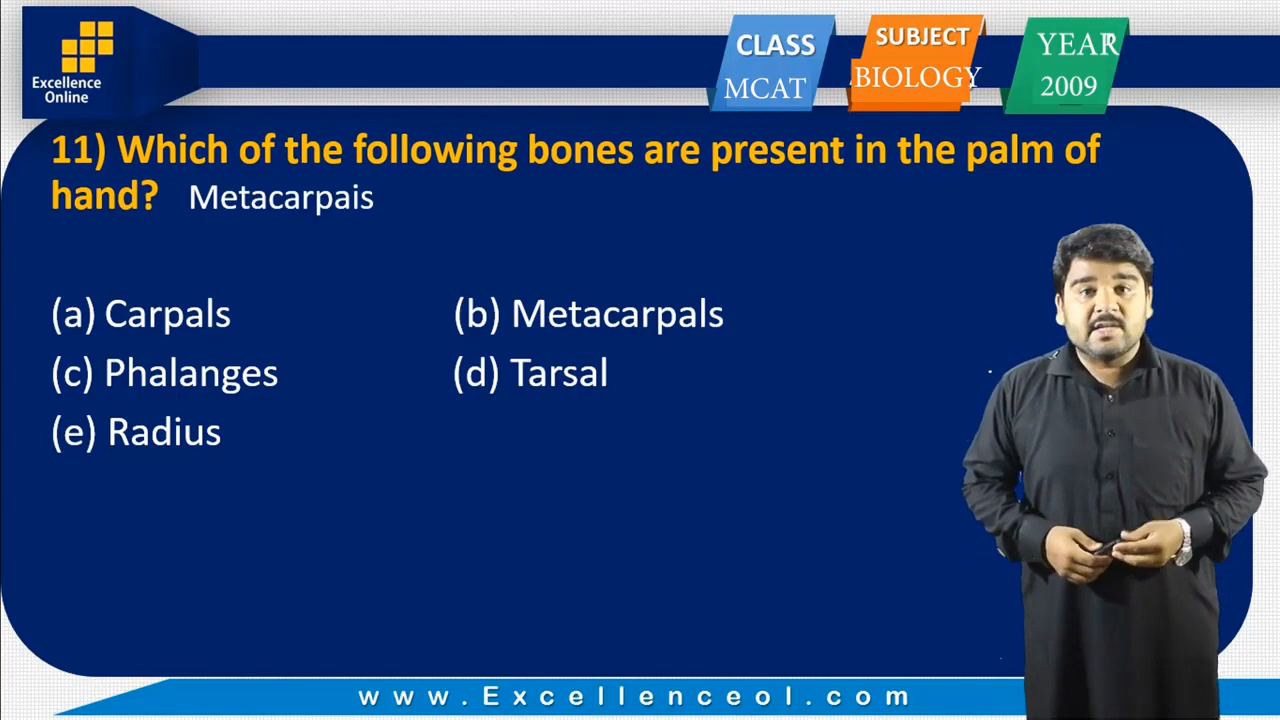 Excellence
Online
CLASS
MCAT
SUBJECT
BIOLOGY
YEAR
2009
11) Which of the following bones are present in the palm of
hand? Metacarpais
(a) Carpals (b) Metacarpals
(c) Phalanges (d) Tarsal
(e) Radius
www.Excellenceol.com